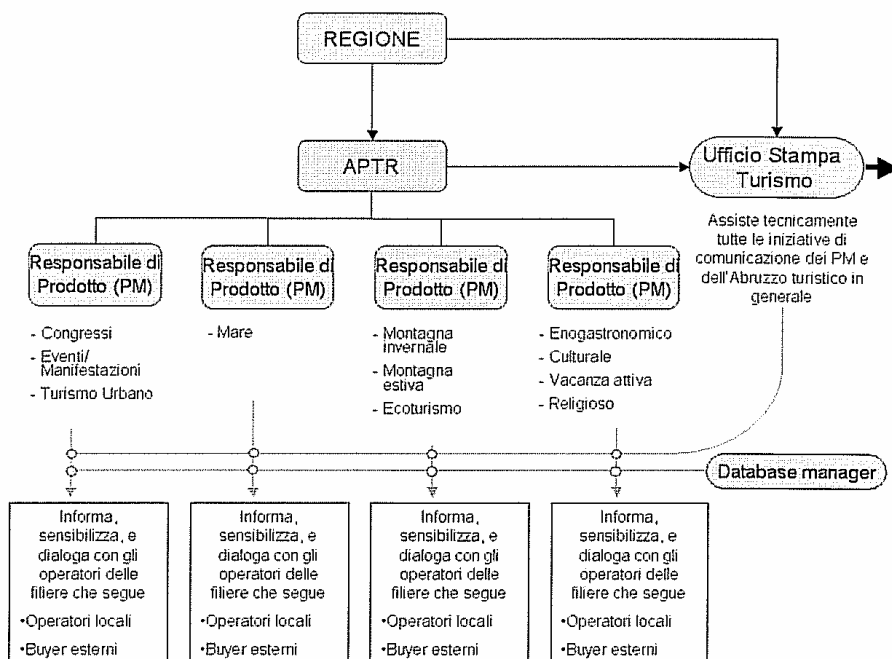 REGIONE
APTR
Ufficio Stampa
Turismo
Assiste tecnicamente
tutte le iniziative di
comunicazione dei PM e
dell'Abruzzo turistico in
generale
Responsabile di
Prodotto (PM)
- Congressi
- Eventi/
Manifestazioni
- Turismo Urbano
Responsabile di
Prodotto (PM)
- Mare
Responsabile di
Prodotto (PM)
- Montagna
invernale
- Montagna
estiva
- Ecoturismo
Responsabile di
Prodotto (PM)
- Enogastronomico
- Culturale
- Vacanza attiva
- Religioso
Database manager
Informa,
sensibilizza, e
dialoga con gli
operatori delle
filiere che segue
•Operatori locali
•Buyer esterni
Informa,
sensibilizza, e
dialoga con gli
operatori delle
filiere che segue
•Operatori locali
•Buyer esterni
Informa,
sensibilizza, e
dialoga con gli
operatori delle
filiere che segue
•Operatori locali
•Buyer esterni
Informa,
sensibilizza, e
dialoga con gli
operatori delle
filiere che segue
•Operatori locali
•Buyer esterni